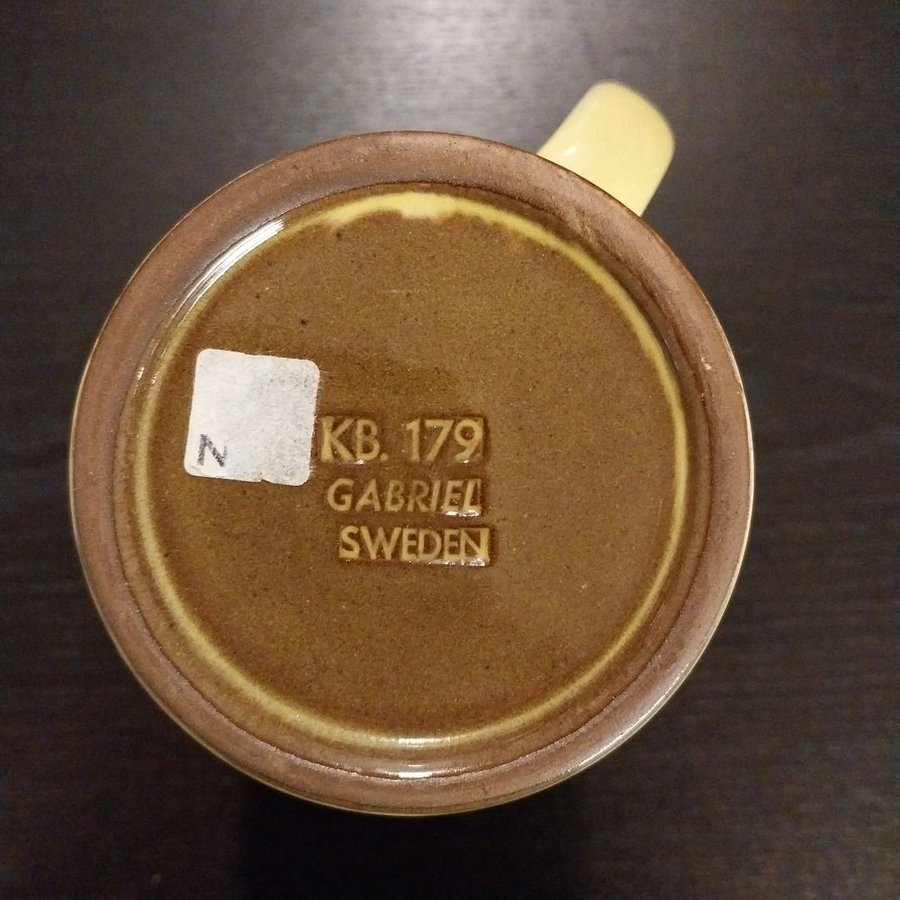 KB. 179
GABRIEL
SWEDEN
N